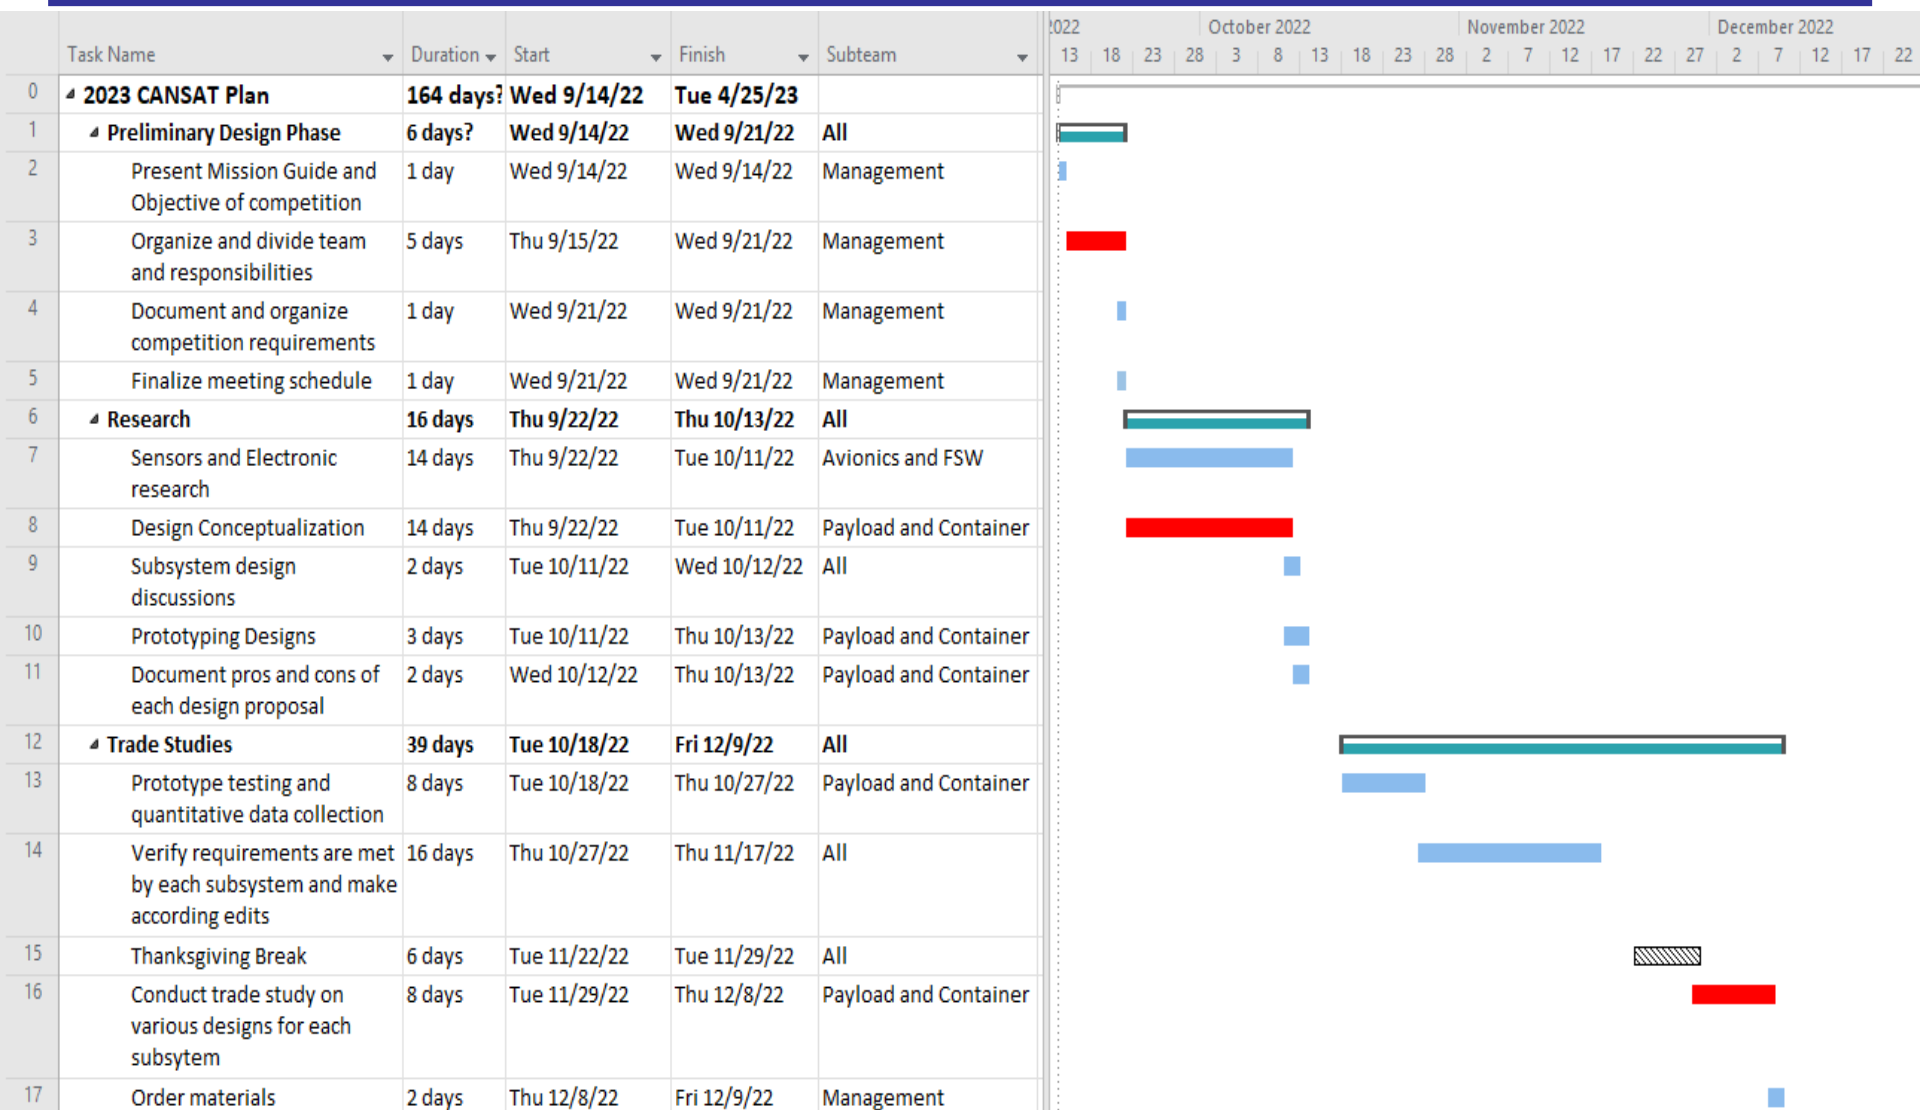 2022 October 2022 November 2022 December 2022
Task Name Duration Start Finish Subteam 13 18 23 28 3 8 13 18 23 28 2 7 12 17 22 27 2 7 12 17 22
0 2023 CANSAT Plan 164 days? Wed 9/14/22 Tue 4/25/23
1 Preliminary Design Phase 6 days? Wed 9/14/22 Wed 9/21/22 All
2 Present Mission Guide and 1 day Wed 9/14/22 Wed 9/14/22 Management
Objective of competition
3 Organize and divide team 5 days Thu 9/15/22 Wed 9/21/22 Management
and responsibilities
4 Document and organize 1 day Wed 9/21/22 Wed 9/21/22 Management
competition requirements
5 Finalize meeting schedule 1 day Wed 9/21/22 Wed 9/21/22 Management
6 Research 16 days Thu 9/22/22 Thu 10/13/22 All
7 Sensors and Electronic 14 days Thu 9/22/22 Tue 10/11/22 Avionics and FSW
research
8 Design Conceptualization 14 days Thu 9/22/22 Tue 10/11/22 Payload and Container
9 Subsystem design 2 days Tue 10/11/22 Wed 10/12/22 All
discussions
10 Prototyping Designs 3 days Tue 10/11/22 Thu 10/13/22 Payload and Container
11 Document pros and cons of 2 days Wed 10/12/22 Thu 10/13/22 Payload and Container
each design proposal
12 Trade Studies 39 days Tue 10/18/22 Fri 12/9/22 All
13 Prototype testing and 8 days Tue 10/18/22 Thu 10/27/22 Payload and Container
quantitative data collection
14 Verify requirements are met 16 days Thu 10/27/22 Thu 11/17/22 All
by each subsystem and make
according edits
15 Thanksgiving Break 6 days Tue 11/22/22 Tue 11/29/22 All
16 Conduct trade study on 8 days Tue 11/29/22 Thu 12/8/22 Payload and Container
various designs for each
subsytem
17 Order materials 2 days Thu 12/8/22 Fri 12/9/22 Management